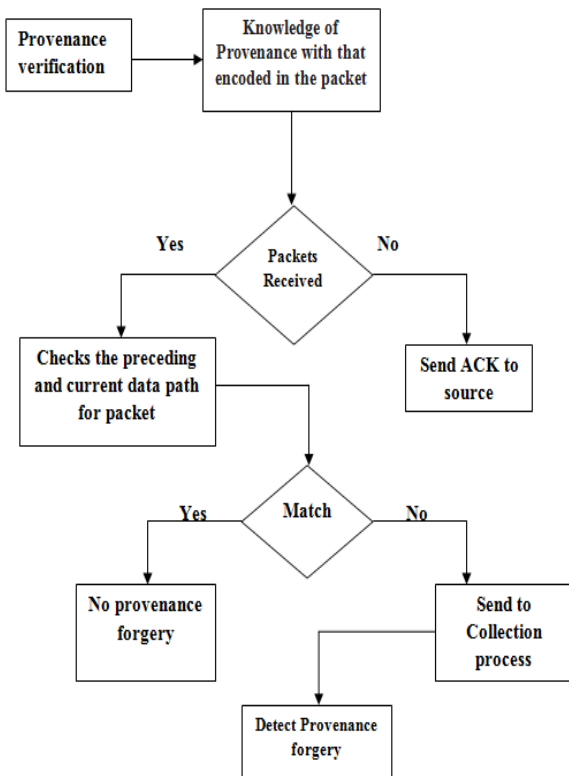 Provenance
verification
Knowledge of
Provenance with that
encoded in the packet
Yes
No
Packets
Received
Checks the preceding
and current data path
for packet
Send ACK to
source
Yes
Match
No
No provenance
forgery
Send to
Collection
process
Detect Provenance
forgery